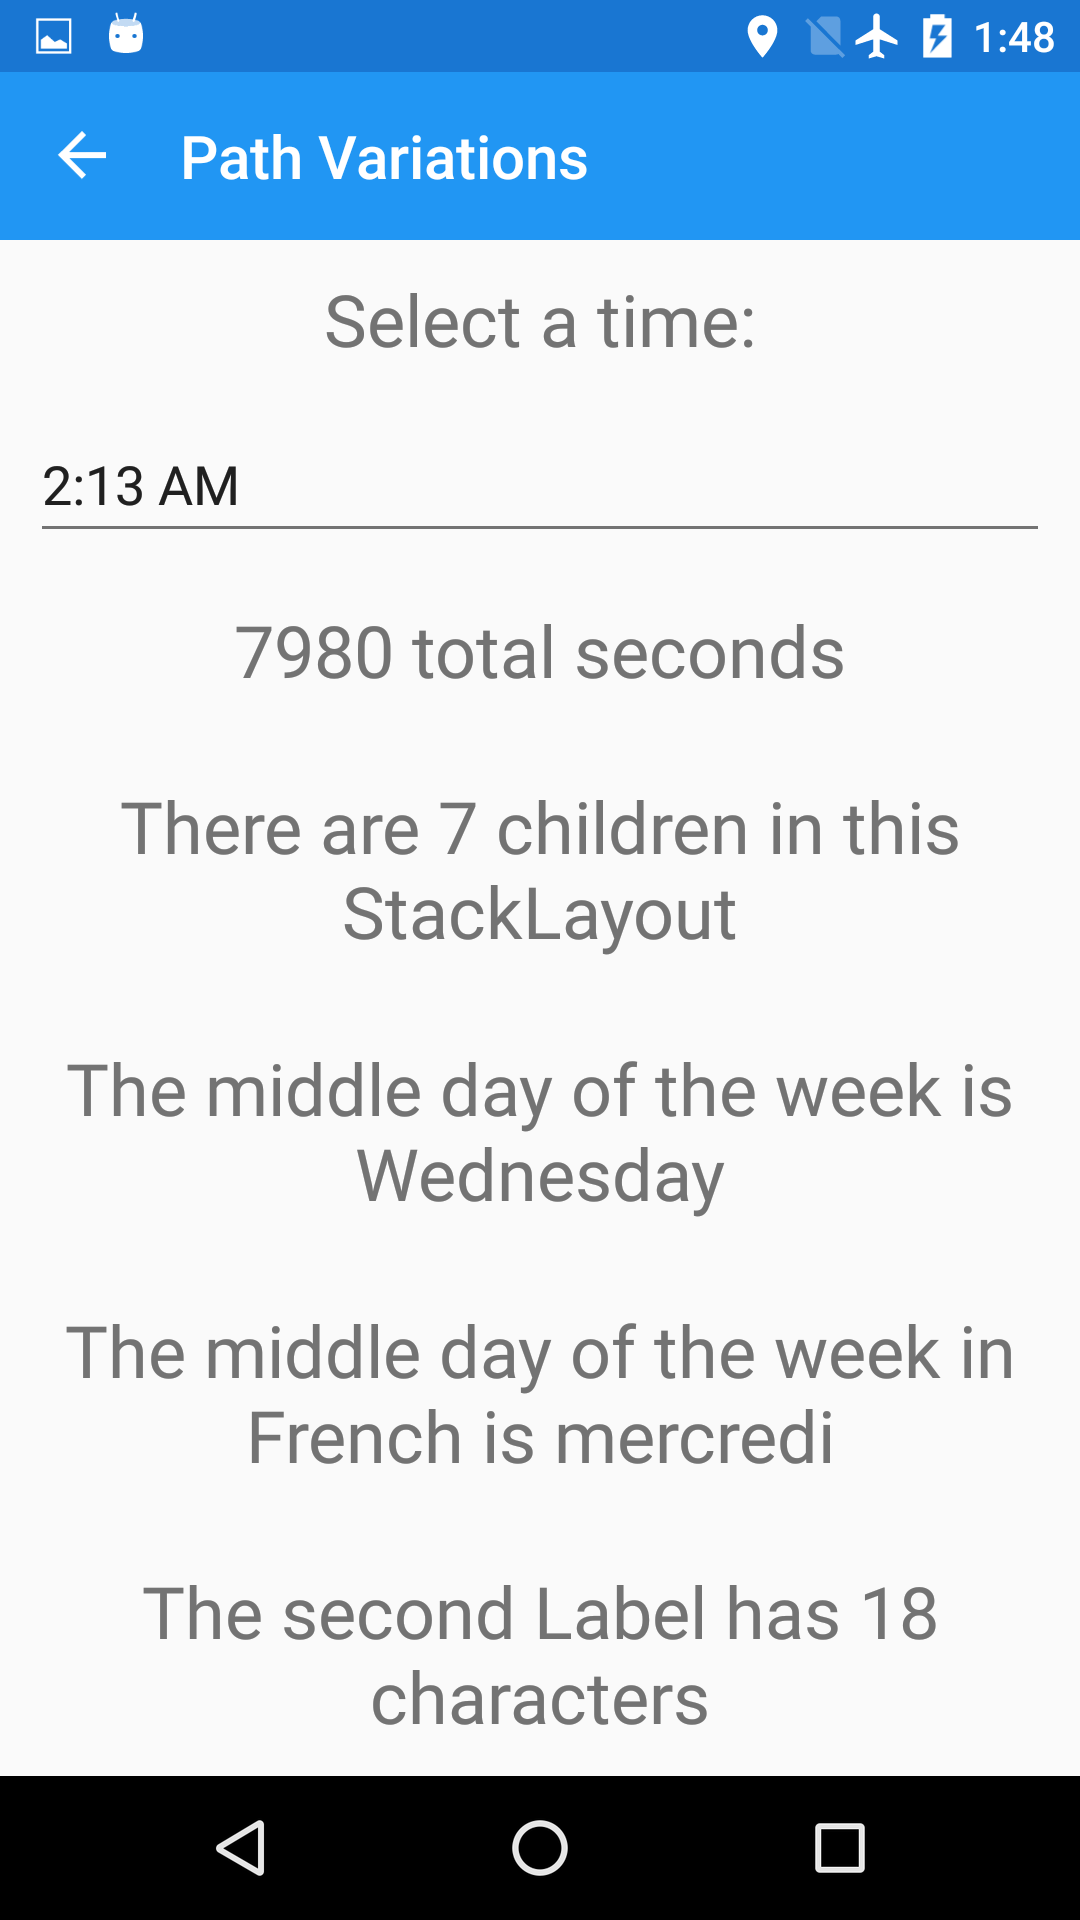 1:48
Path Variations
Select a time:
2:13 AM
7980 total seconds
There are 7 children in this
StackLayout
The middle day of the week is
Wednesday
The middle day of the week in
French is mercredi
The second Label has 18
characters